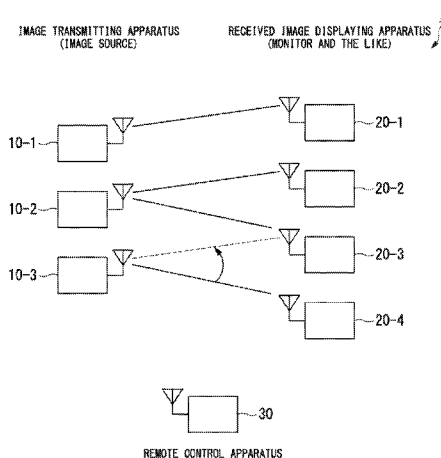 IMAGE TRANSMITTING APPARATUS
(IMAGE SOURCE)
RECEIVED IMAGE DISPLAYING APPARATUS
(MONITOR AND THE LIKE)
10-1
20-1
10-2
20-2
10-3
20-3
20-4
30
REMOTE CONTROL APPARATUS